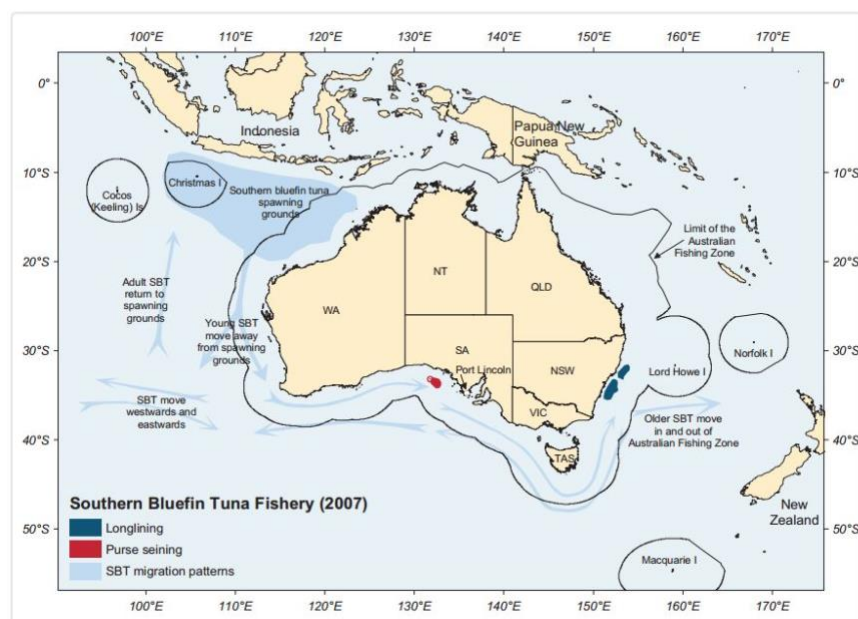 100°E
110°E
120°E
130°E
140°E
150°E
160°E
170°E
0°
0°
Indonesia
Papua New
Guinea
10°S
10°S
Christmas I
Cocos
(Keeling) Is
Southern bluefin tuna
spawning
grounds
Limit of the
Australian
Fishing Zone
20°S
20°S
NT
QLD
WA
Adult SBT
return to
spawning
grounds
Young SBT
move away
from spawning
grounds
30°S
30°S
SA
Port Lincoln
NSW
Lord Howe I
Norfolk I
SBT move
westwards and
eastwards
VIC
Older SBT move
in and out of
Australian Fishing Zone
40°S
40°S
TAS
New
Zealand
Southern Bluefin Tuna Fishery (2007)
Longlining
Purse seining
SBT migration patterns
50°S
50°S
Macquarie I
100°E
110°E
120°E
130°E
140°E
150°E
160°E
170°E